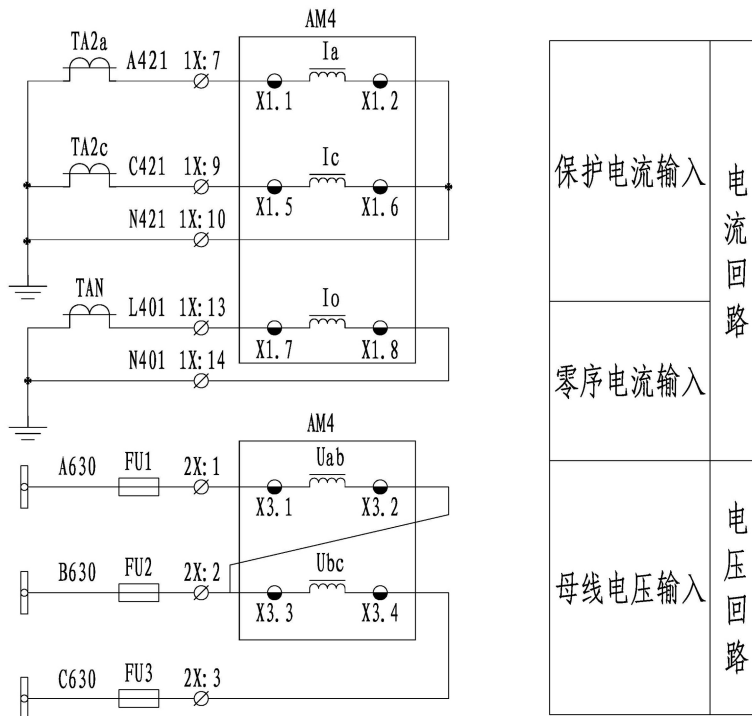 AM4
TA2a A421 1X:7 Ia
X1.1 X1.2
TA2c C421 1X:9 Ic
N421 1X:10 X1.5 X1.6
TAN L401 1X:13 Io
N401 1X:14 X1.7 X1.8
AM4
A630 FU1 2X:1 Uab
X3.1 X3.2
B630 FU2 2X:2 Ubc
X3.3 X3.4
C630 FU3 2X:3
保护电流输入
零序电流输入
电流回路
母线电压输入
电压回路